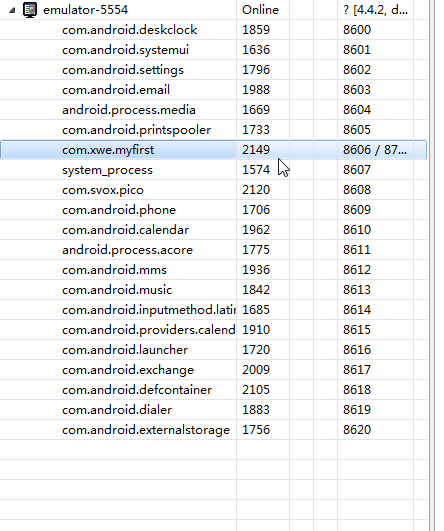 emulator-5554 Online ? [4.4.2, d...
com.android.deskclock 1859 8600
com.android.systemui 1636 8601
com.android.settings 1796 8602
com.android.email 1988 8603
android.process.media 1669 8604
com.android.printspooler 1733 8605
com.xwe.myfirst 2149 8606 / 87...
system_process 1574 8607
com.svox.pico 2120 8608
com.android.phone 1706 8609
com.android.calendar 1962 8610
android.process.acore 1775 8611
com.android.mms 1936 8612
com.android.music 1842 8613
com.android.inputmethod.latin 1685 8614
com.android.providers.calend 1910 8615
com.android.launcher 1720 8616
com.android.exchange 2009 8617
com.android.defcontainer 2105 8618
com.android.dialer 1883 8619
com.android.externalstorage 1756 8620